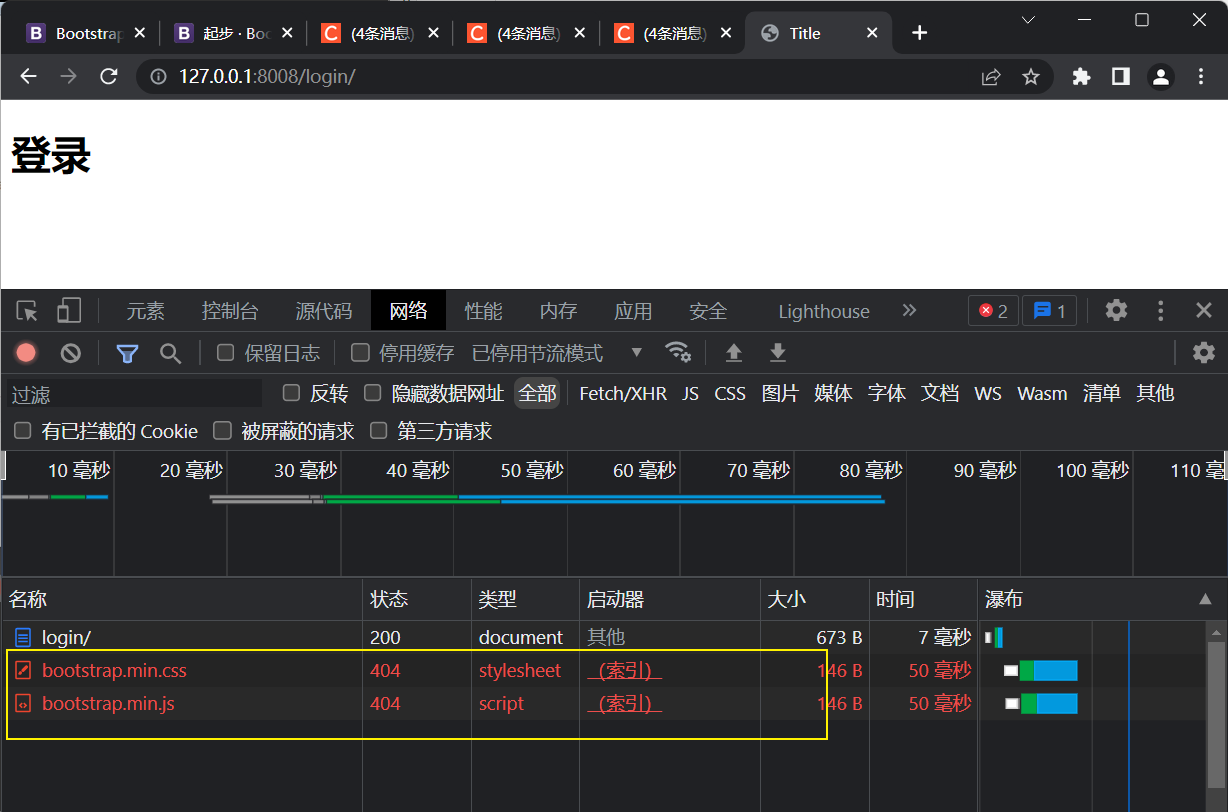 Bootstrap 起步 · Boo (4条消息) (4条消息) (4条消息) Title
127.0.0.1:8008/login/
登录
元素 控制台 源代码 网络 性能 内存 应用 安全 Lighthouse 2 1
保留日志 停用缓存 已停用节流模式
过滤 反转 隐藏数据网址 全部 Fetch/XHR JS CSS 图片 媒体 字体 文档 WS Wasm 清单 其他
有已拦截的 Cookie 被屏蔽的请求 第三方请求
10 毫秒 20 毫秒 30 毫秒 40 毫秒 50 毫秒 60 毫秒 70 毫秒 80 毫秒 90 毫秒 100 毫秒 110 毫
名称 状态 类型 启动器 大小 时间 瀑布
login/ 200 document 其他 673 B 7 毫秒
bootstrap.min.css 404 stylesheet (索引) 146 B 50 毫秒
bootstrap.min.js 404 script (索引) 146 B 50 毫秒